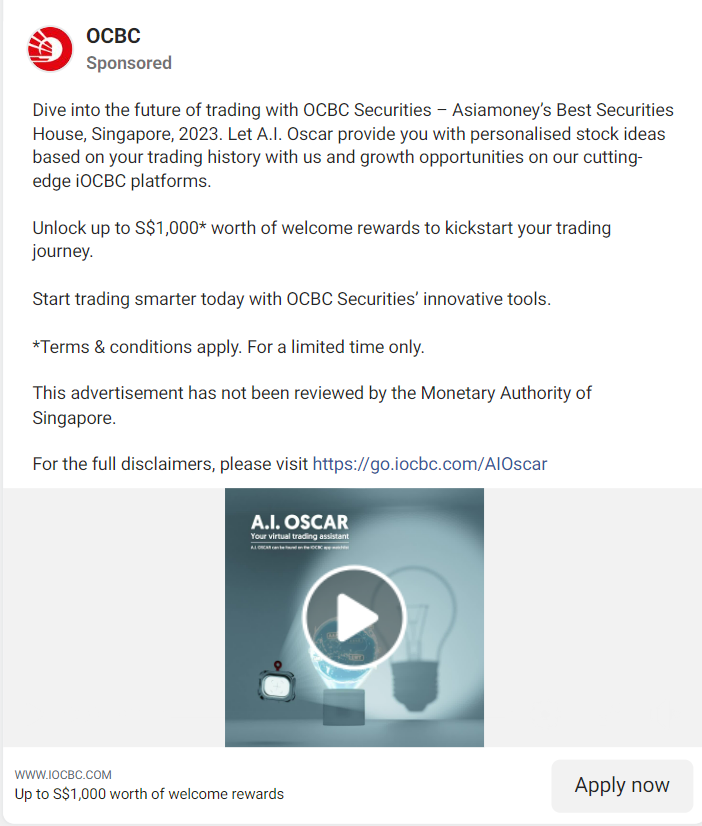 OCBC
Sponsored
Dive into the future of trading with OCBC Securities – Asiamoney's Best Securities
House, Singapore, 2023. Let A.I. Oscar provide you with personalised stock ideas
based on your trading history with us and growth opportunities on our cutting-
edge iOCBC platforms.
Unlock up to S$1,000* worth of welcome rewards to kickstart your trading
journey.
Start trading smarter today with OCBC Securities' innovative tools.
*Terms & conditions apply. For a limited time only.
This advertisement has not been reviewed by the Monetary Authority of
Singapore.
For the full disclaimers, please visit https://go.iocbc.com/AIOscar
A.I. OSCAR
Your virtual trading assistant
A.I. OSCAR can be found on the iOCBC app watchlist
WWW.IOCBC.COM
Up to S$1,000 worth of welcome rewards
Apply now